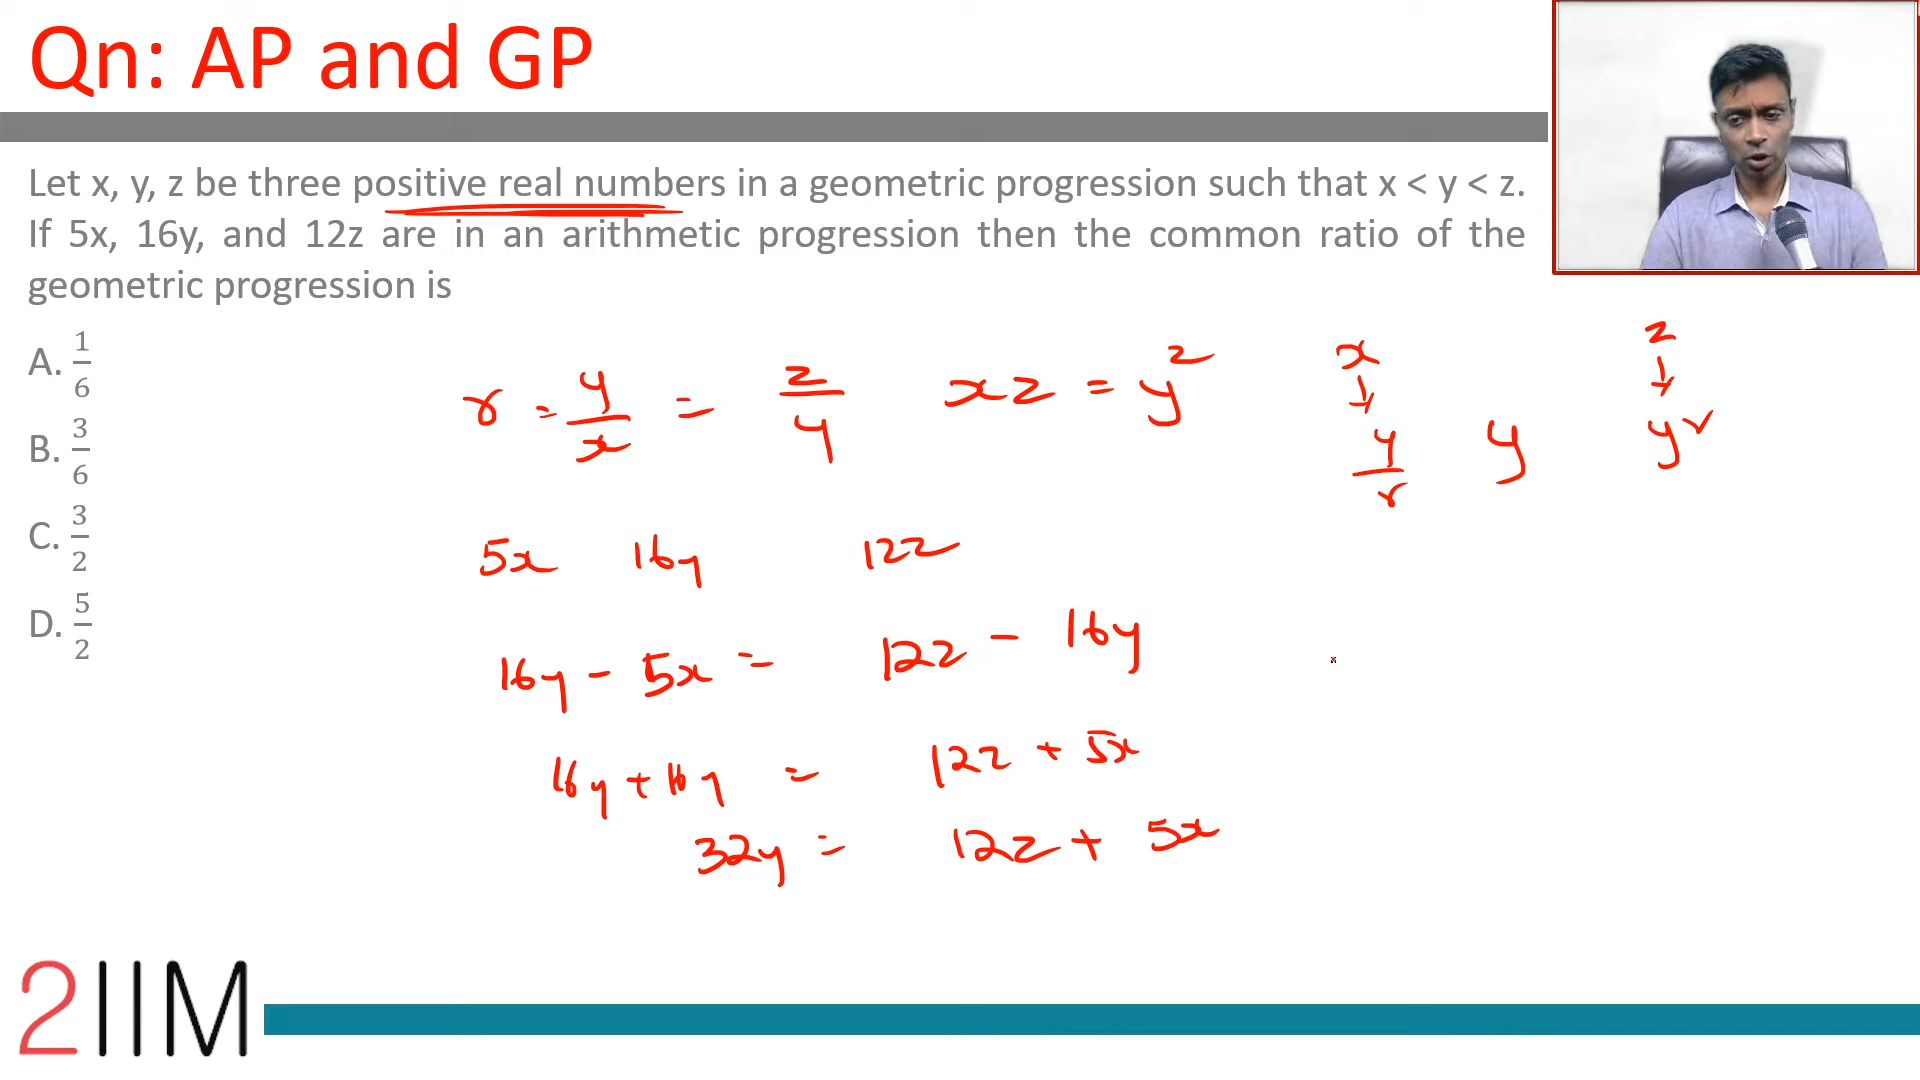 Qn: AP and GP
Let x, y, z be three positive real numbers in a geometric progression such that x < y < z.
If 5x, 16y, and 12z are in an arithmetic progression then the common ratio of the
geometric progression is
A. 1/6
B. 3/6
C. 3/2
D. 5/2
r = y/x = z/y xz = y²
x z
y/r y yr
5x 16y 12z
16y - 5x = 12z - 16y
16y + 16y = 12z + 5x
32y = 12z + 5x
2IIM